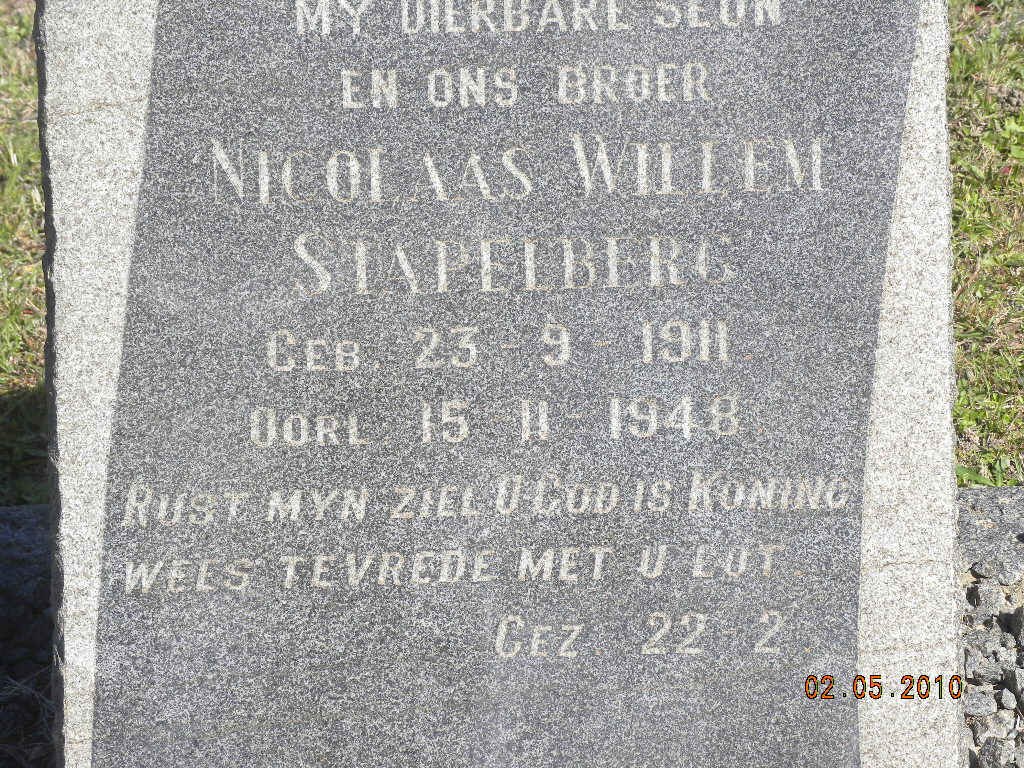 MY DIERBARE SEUN
EN ONS BROER
NICOLAAS WILLEM
STAPELBERG
GEB. 23-9-1911.
OORL 15-11-1948.
RUST MYN ZIEL U GOD IS KONING
WEES TEVREDE MET U LOT.
GEZ. 22-2.
02.05.2010